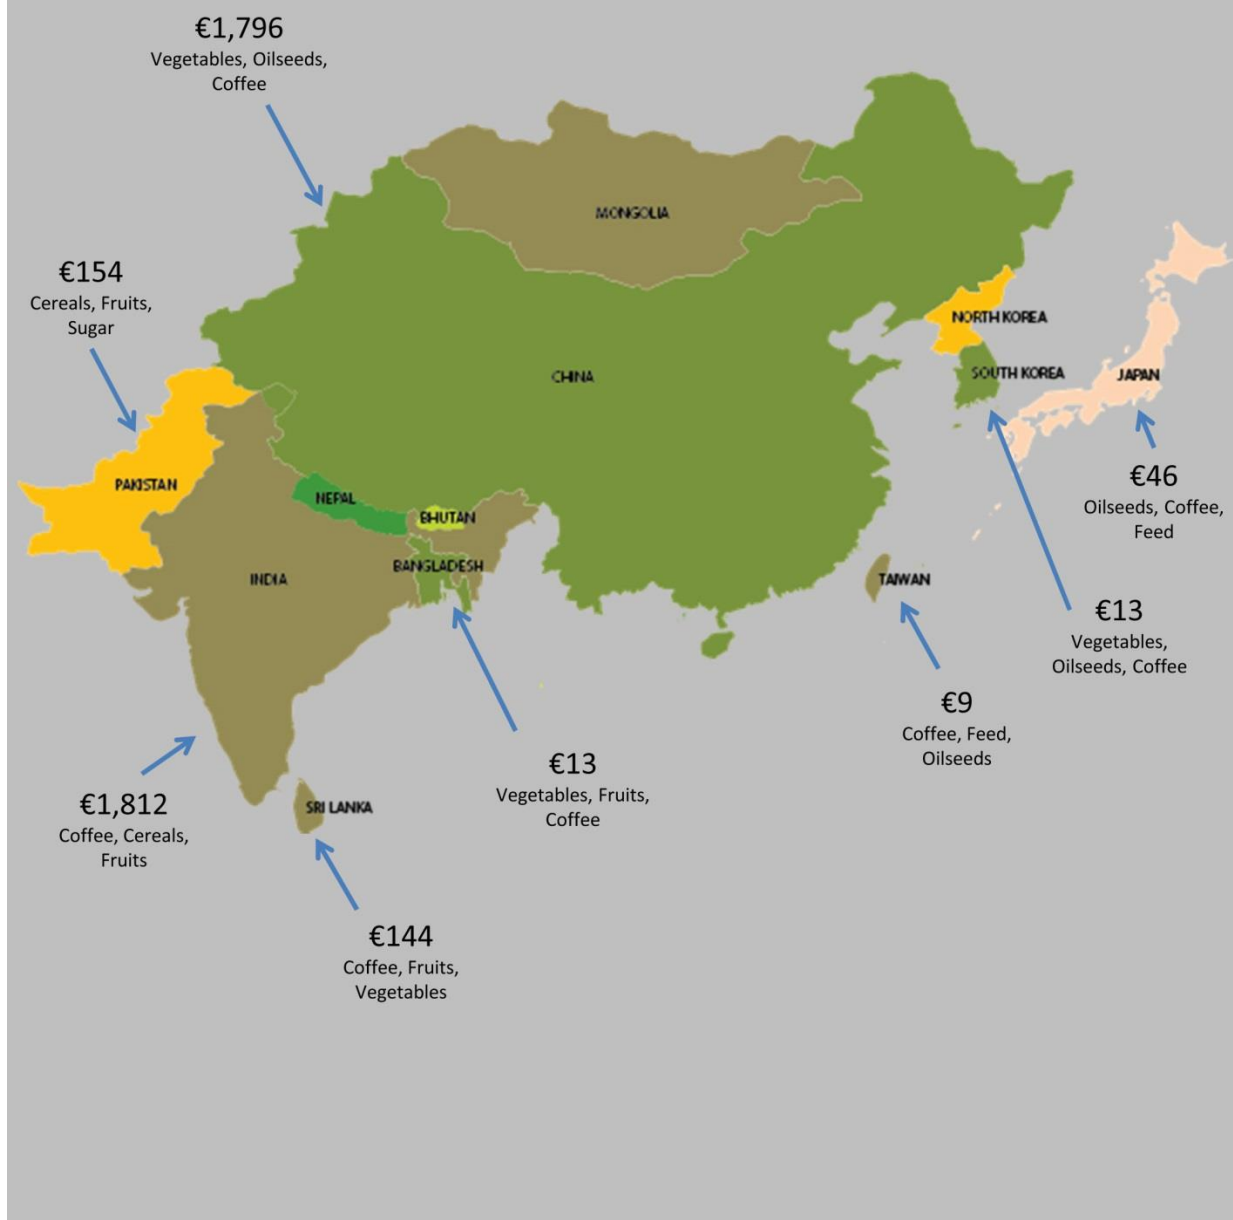 €1,796
Vegetables, Oilseeds,
Coffee
MONGOLIA
€154
Cereals, Fruits,
Sugar
NORTH KOREA
CHINA
SOUTH KOREA
JAPAN
PAKISTAN
NEPAL
BHUTAN
€46
Oilseeds, Coffee,
Feed
BANGLADESH
INDIA
TAIWAN
€13
Vegetables,
Oilseeds, Coffee
€9
Coffee, Feed,
Oilseeds
€13
Vegetables, Fruits,
Coffee
€1,812
Coffee, Cereals,
Fruits
SRI LANKA
€144
Coffee, Fruits,
Vegetables